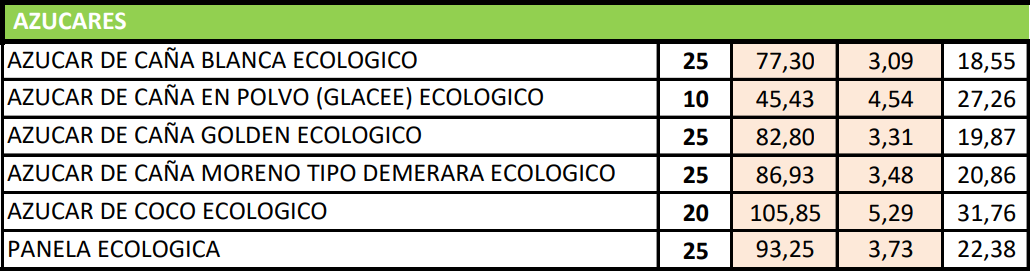 AZUCARES
AZUCAR DE CAÑA BLANCA ECOLOGICO 25 77,30 3,09 18,55
AZUCAR DE CAÑA EN POLVO (GLACEE) ECOLOGICO 10 45,43 4,54 27,26
AZUCAR DE CAÑA GOLDEN ECOLOGICO 25 82,80 3,31 19,87
AZUCAR DE CAÑA MORENO TIPO DEMERARA ECOLOGICO 25 86,93 3,48 20,86
AZUCAR DE COCO ECOLOGICO 20 105,85 5,29 31,76
PANELA ECOLOGICA 25 93,25 3,73 22,38